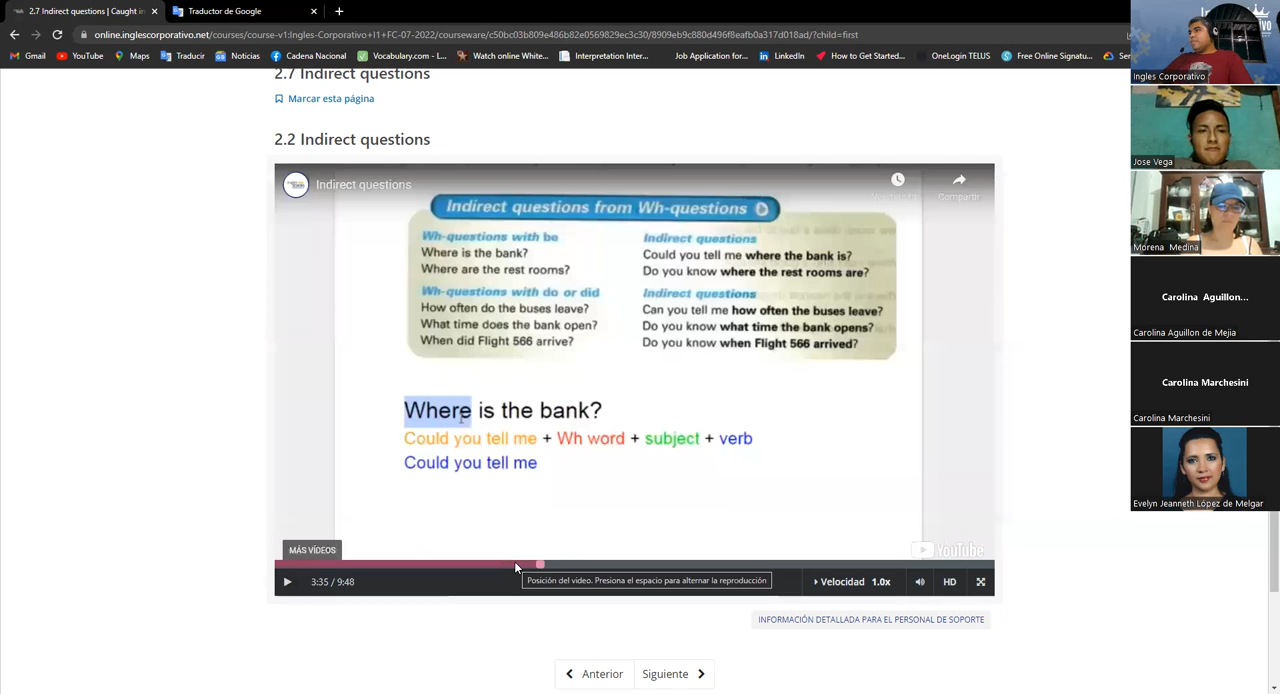 2.7 Indirect questions | Caught in
Traductor de Google
online.inglescorporativo.net/courses/course-v1:Ingles-Corporativo+I1+FC-07-2022/courseware/c50bc03b809e486b82e0569829ec3c30/8909eb9c880d496f8eafb0a317d018ad/?child=first
Gmail YouTube Maps Traducir Noticias Cadena Nacional Vocabulary.com - L... Watch online White... Interpretation Inter... Job Application for... LinkedIn How to Get Started... OneLogin TELUS Free Online Signatu... Ser
2.7 Indirect questions
Marcar esta página
2.2 Indirect questions
Indirect questions
Compartir
Indirect questions from Wh-questions
Wh-questions with be
Where is the bank?
Where are the rest rooms?
Wh-questions with do or did
How often do the buses leave?
What time does the bank open?
When did Flight 566 arrive?
Indirect questions
Could you tell me where the bank is?
Do you know where the rest rooms are?
Indirect questions
Can you tell me how often the buses leave?
Do you know what time the bank opens?
Do you know when Flight 566 arrived?
Where is the bank?
Could you tell me + Wh word + subject + verb
Could you tell me
MÁS VÍDEOS
YouTube
3:35 / 9:48
Posición del video. Presiona el espacio para alternar la reproducción
Velocidad 1.0x
HD
INFORMACIÓN DETALLADA PARA EL PERSONAL DE SOPORTE
Anterior
Siguiente
Ingles Corporativo
Jose Vega
Morena Medina
Carolina Aguillon...
Carolina Aguillon de Mejia
Carolina Marchesini
Carolina Marchesini
Evelyn Jeanneth López de Melgar